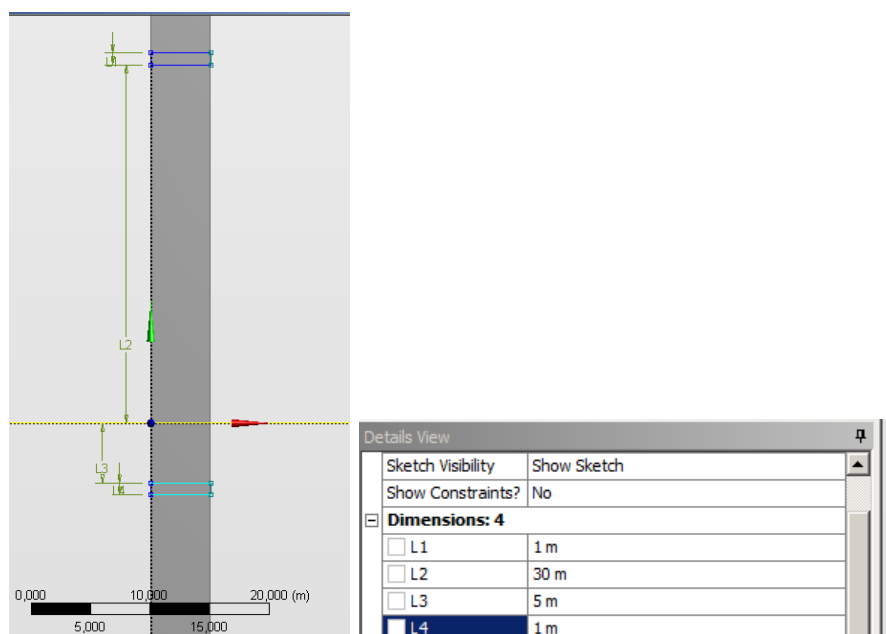 L1
L2
L3
L4
0,000 10,000 20,000 (m)
5,000 15,000
Details View
Sketch Visibility Show Sketch
Show Constraints? No
Dimensions: 4
L1 1 m
L2 30 m
L3 5 m
L4 1 m